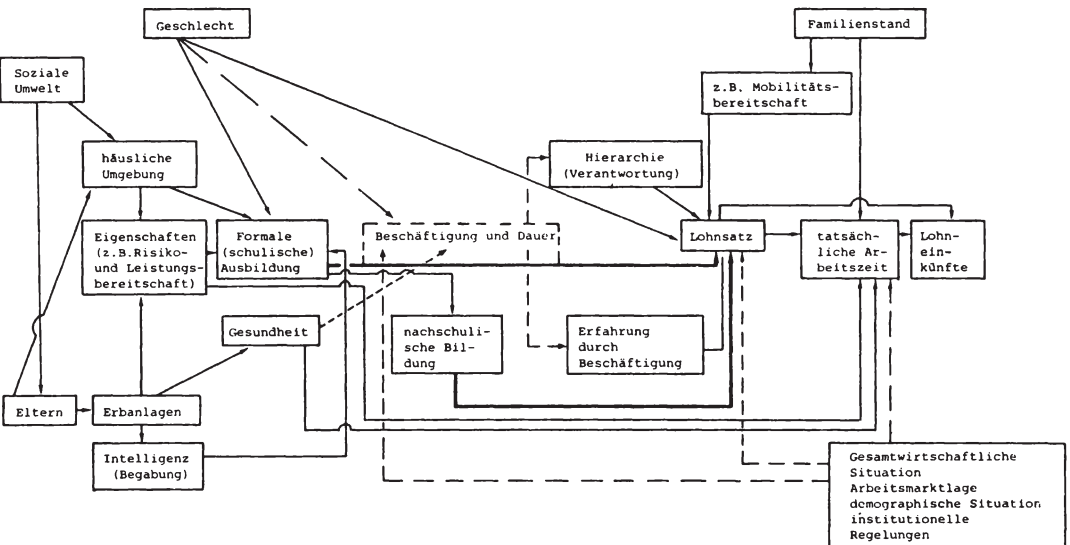 Geschlecht
Familienstand
Soziale
Umwelt
z.B. Mobilitäts-
bereitschaft
häusliche
Umgebung
Hierarchie
(Verantwortung)
Eigenschaften
(z.B.Risiko-
und Leistungs-
bereitschaft)
Formale
(schulische)
Ausbildung
Beschäftigung und Dauer
Lohnsatz
tatsäch-
liche Ar-
beitszeit
Lohn-
ein-
künfte
Gesundheit
nachschuli-
sche Bil-
dung
Erfahrung
durch
Beschäftigung
Eltern
Erbanlagen
Intelligenz
(Begabung)
Gesamtwirtschaftliche
Situation
Arbeitsmarktlage
demographische Situation
institutionelle
Regelungen